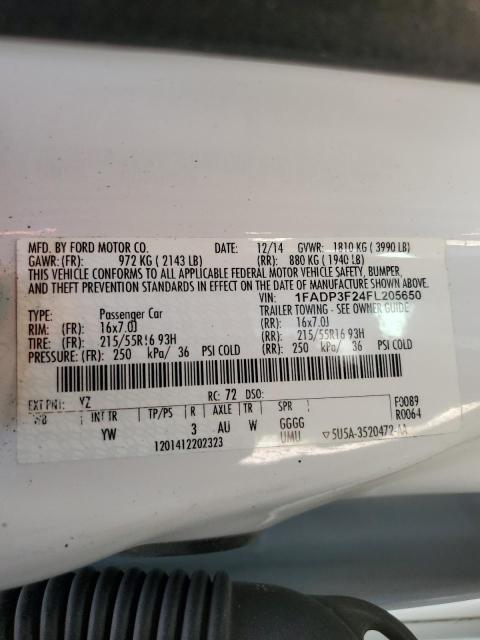 MFD. BY FORD MOTOR CO. DATE: 12/14 GVWR: 1810 KG ( 3990 LB)
GAWR: (FR): 972 KG ( 2143 LB) (RR): 880 KG ( 1940 LB)
THIS VEHICLE CONFORMS TO ALL APPLICABLE FEDERAL MOTOR VEHICLE SAFETY, BUMPER,
AND THEFT PREVENTION STANDARDS IN EFFECT ON THE DATE OF MANUFACTURE SHOWN ABOVE.
VIN: 1FADP3F24FL205650
TYPE: Passenger Car TRAILER TOWING - SEE OWNER GUIDE
RIM: (FR) 16x7.0J (RR): 16x7.0J
TIRE: (FR): 215/55R16 93H (RR): 215/55R16 93H
PRESSURE: (FR) 250 kPa/ 36 PSI COLD (RR): 250 kPa/ 36 PSI COLD
EXT PNT: YZ RC: 72 DSO: F0089
WB INT TR TP/PS R AXLE TR SPR R0064
YW 3 AU W GGGG
UMU
1201412202323 ▽5U5A-3520472-AA